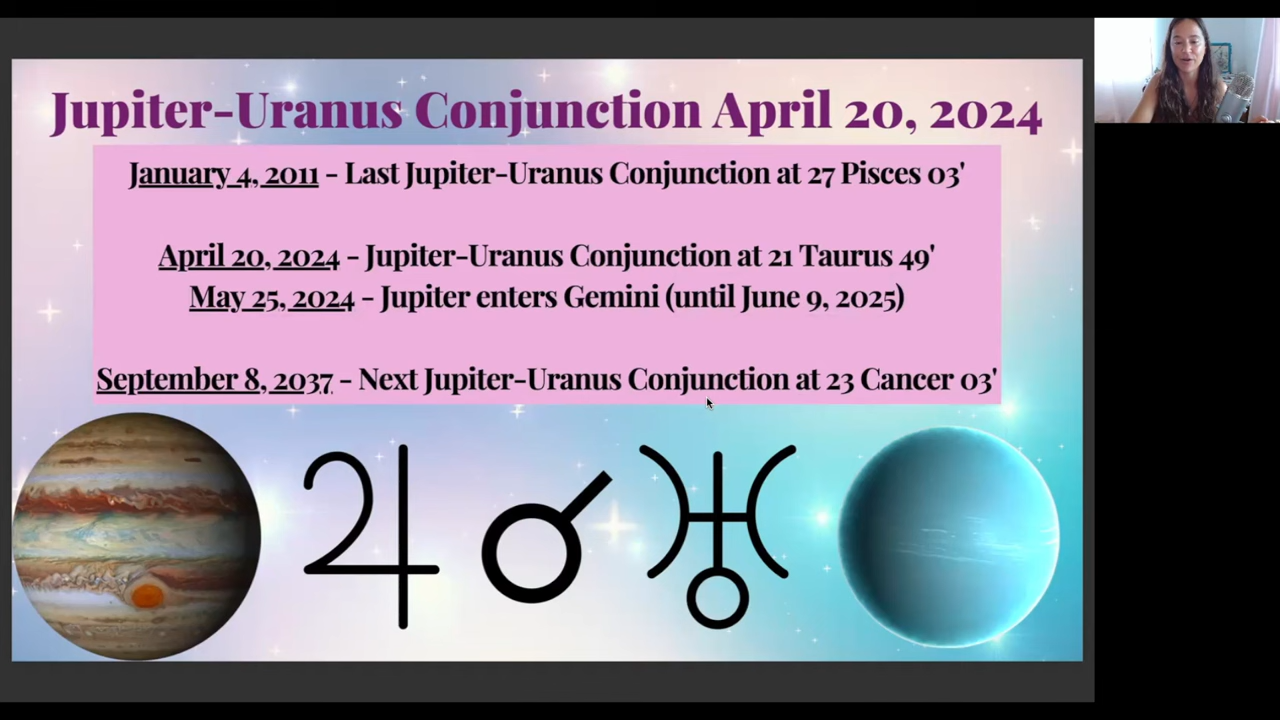 Jupiter-Uranus Conjunction April 20, 2024
January 4, 2011 - Last Jupiter-Uranus Conjunction at 27 Pisces 03'
April 20, 2024 - Jupiter-Uranus Conjunction at 21 Taurus 49'
May 25, 2024 - Jupiter enters Gemini (until June 9, 2025)
September 8, 2037 - Next Jupiter-Uranus Conjunction at 23 Cancer 03'